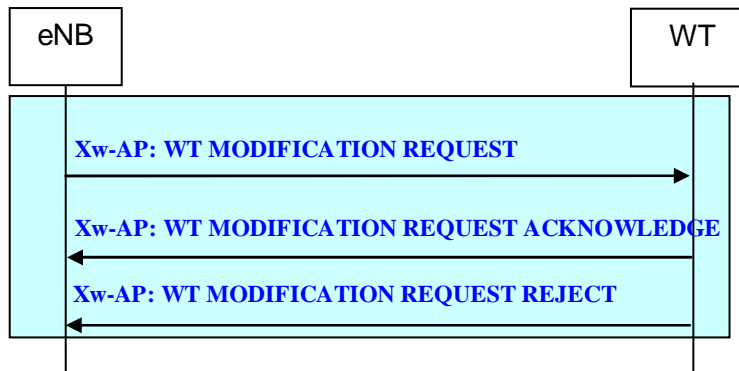 eNB
WT
Xw-AP: WT MODIFICATION REQUEST
Xw-AP: WT MODIFICATION REQUEST ACKNOWLEDGE
Xw-AP: WT MODIFICATION REQUEST REJECT